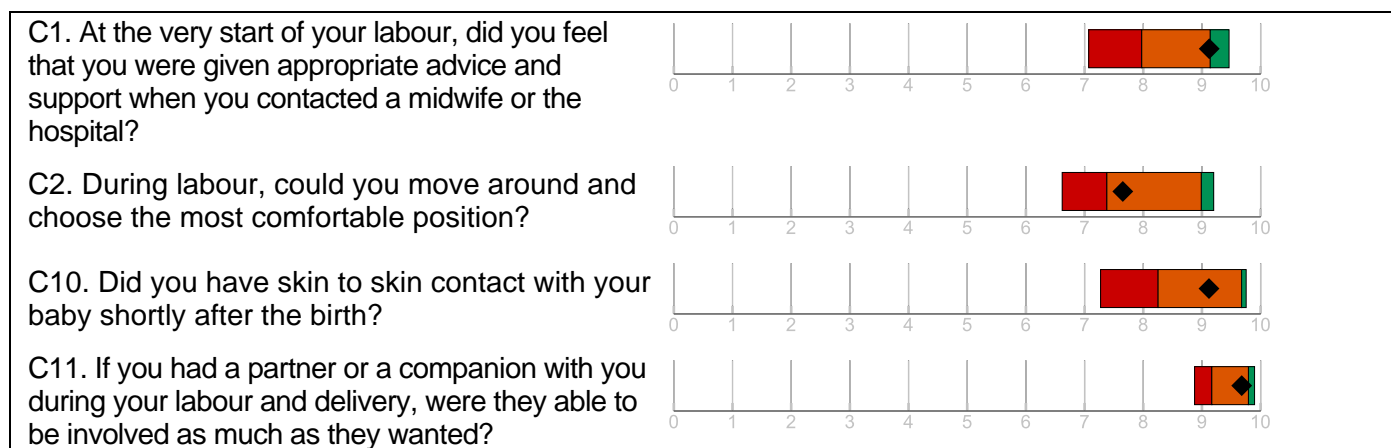 C1. At the very start of your labour, did you feel
that you were given appropriate advice and
support when you contacted a midwife or the
hospital?
0 1 2 3 4 5 6 7 8 9 10
C2. During labour, could you move around and
choose the most comfortable position?
0 1 2 3 4 5 6 7 8 9 10
C10. Did you have skin to skin contact with your
baby shortly after the birth?
0 1 2 3 4 5 6 7 8 9 10
C11. If you had a partner or a companion with you
during your labour and delivery, were they able to
be involved as much as they wanted?
0 1 2 3 4 5 6 7 8 9 10